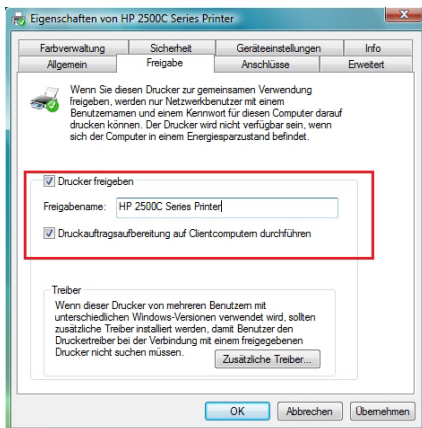 Eigenschaften von HP 2500C Series Printer
Farbverwaltung Sicherheit Geräteeinstellungen Info
Allgemein Freigabe Anschlüsse Erweitert
Wenn Sie diesen Drucker zur gemeinsamen Verwendung
freigeben, werden nur Netzwerkbenutzer mit einem
Benutzernamen und einem Kennwort für diesen Computer darauf
drucken können. Der Drucker wird nicht verfügbar sein, wenn
sich der Computer in einem Energiesparzustand befindet.
Drucker freigeben
Freigabename: HP 2500C Series Printer
Druckauftragsaufbereitung auf Clientcomputern durchführen
Treiber
Wenn dieser Drucker von mehreren Benutzern mit
unterschiedlichen Windows-Versionen verwendet wird, sollten
zusätzliche Treiber installiert werden, damit Benutzer den
Druckertreiber bei der Verbindung mit einem freigegebenen
Drucker nicht suchen müssen.
Zusätzliche Treiber...
OK Abbrechen Übernehmen